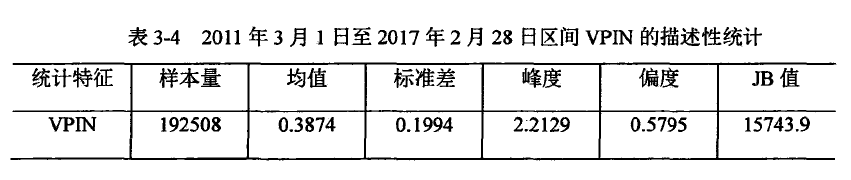 表 3-4 2011 年 3 月 1 日至 2017 年 2 月 28 日区间 VPIN 的描述性统计
统计特征 样本量 均值 标准差 峰度 偏度 JB 值
VPIN 192508 0.3874 0.1994 2.2129 0.5795 15743.9